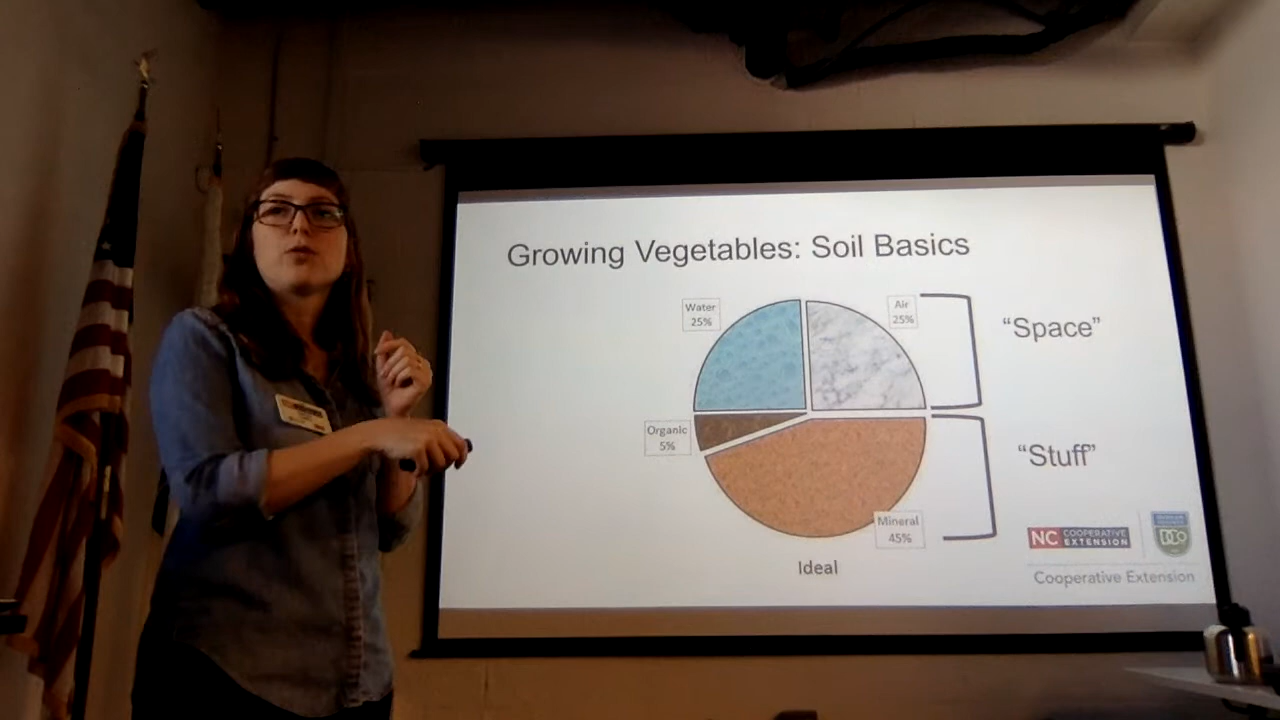 Growing Vegetables: Soil Basics
Water
25%
Air
25%
“Space”
Organic
5%
“Stuff”
Mineral
45%
Ideal
NC COOPERATIVE
EXTENSION
DCO
Cooperative Extension